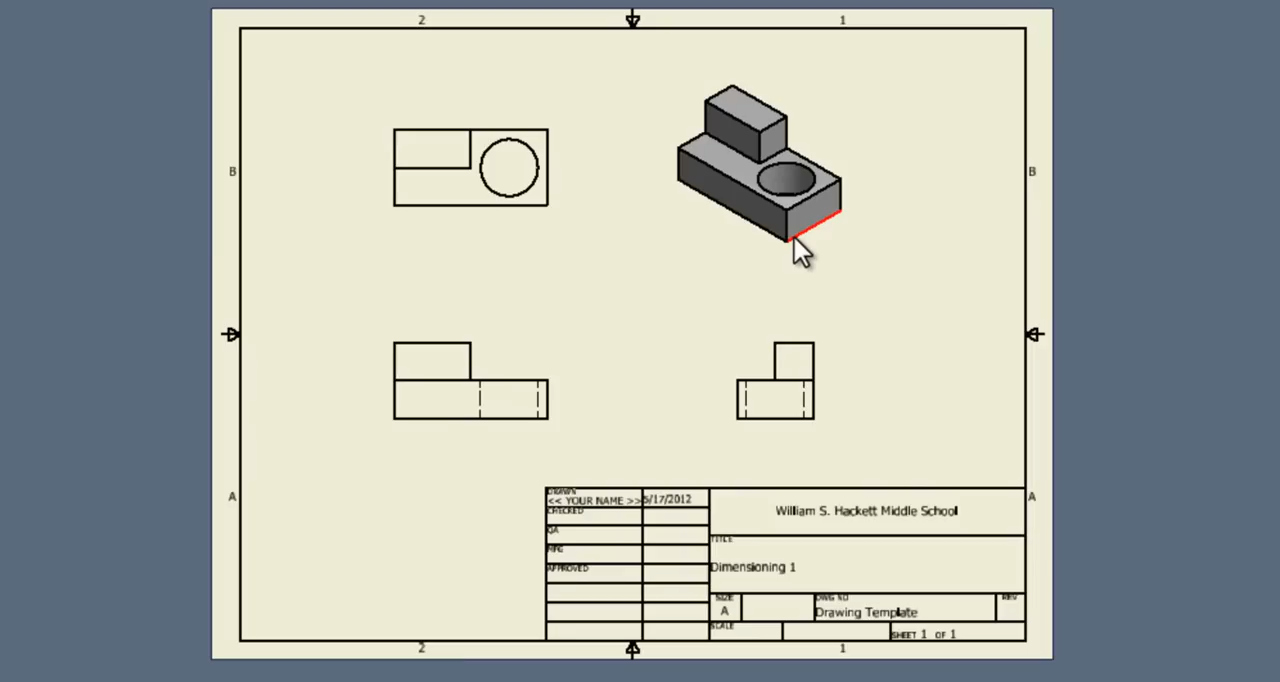 2 1
B B
A A
DRAWN
<< YOUR NAME >> 5/17/2012
CHECKED
QA
MFG
APPROVED
William S. Hackett Middle School
TITLE
Dimensioning 1
SIZE
A
DWG NO
Drawing Template
REV
SCALE
SHEET 1 OF 1
2 1